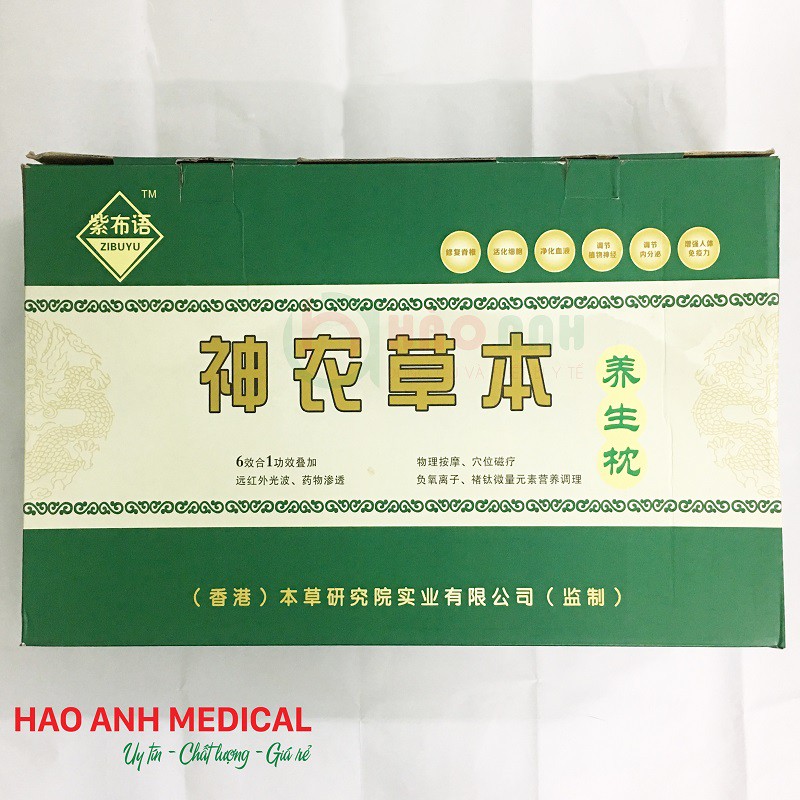 紫布语
TM
ZIBUYU
修复脊椎
活化细胞
净化血液
调节
植物神经
调节
内分泌
增强人体
免疫力
HAO ANH
Y TẾ
神农草本
养生枕
6效合1功效叠加
物理按摩、穴位磁疗
远红外光波、药物渗透
负氧离子、褚钛微量元素营养调理
（香港）本草研究院实业有限公司（监制）
HAO ANH MEDICAL
Uy tín - Chất lượng - Giá rẻ